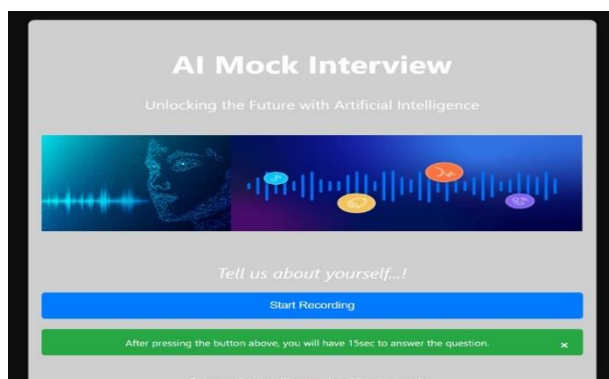 AI Mock Interview
Unlocking the Future with Artificial Intelligence
Tell us about yourself...!
Start Recording
After pressing the button above, you will have 15sec to answer the question. ×